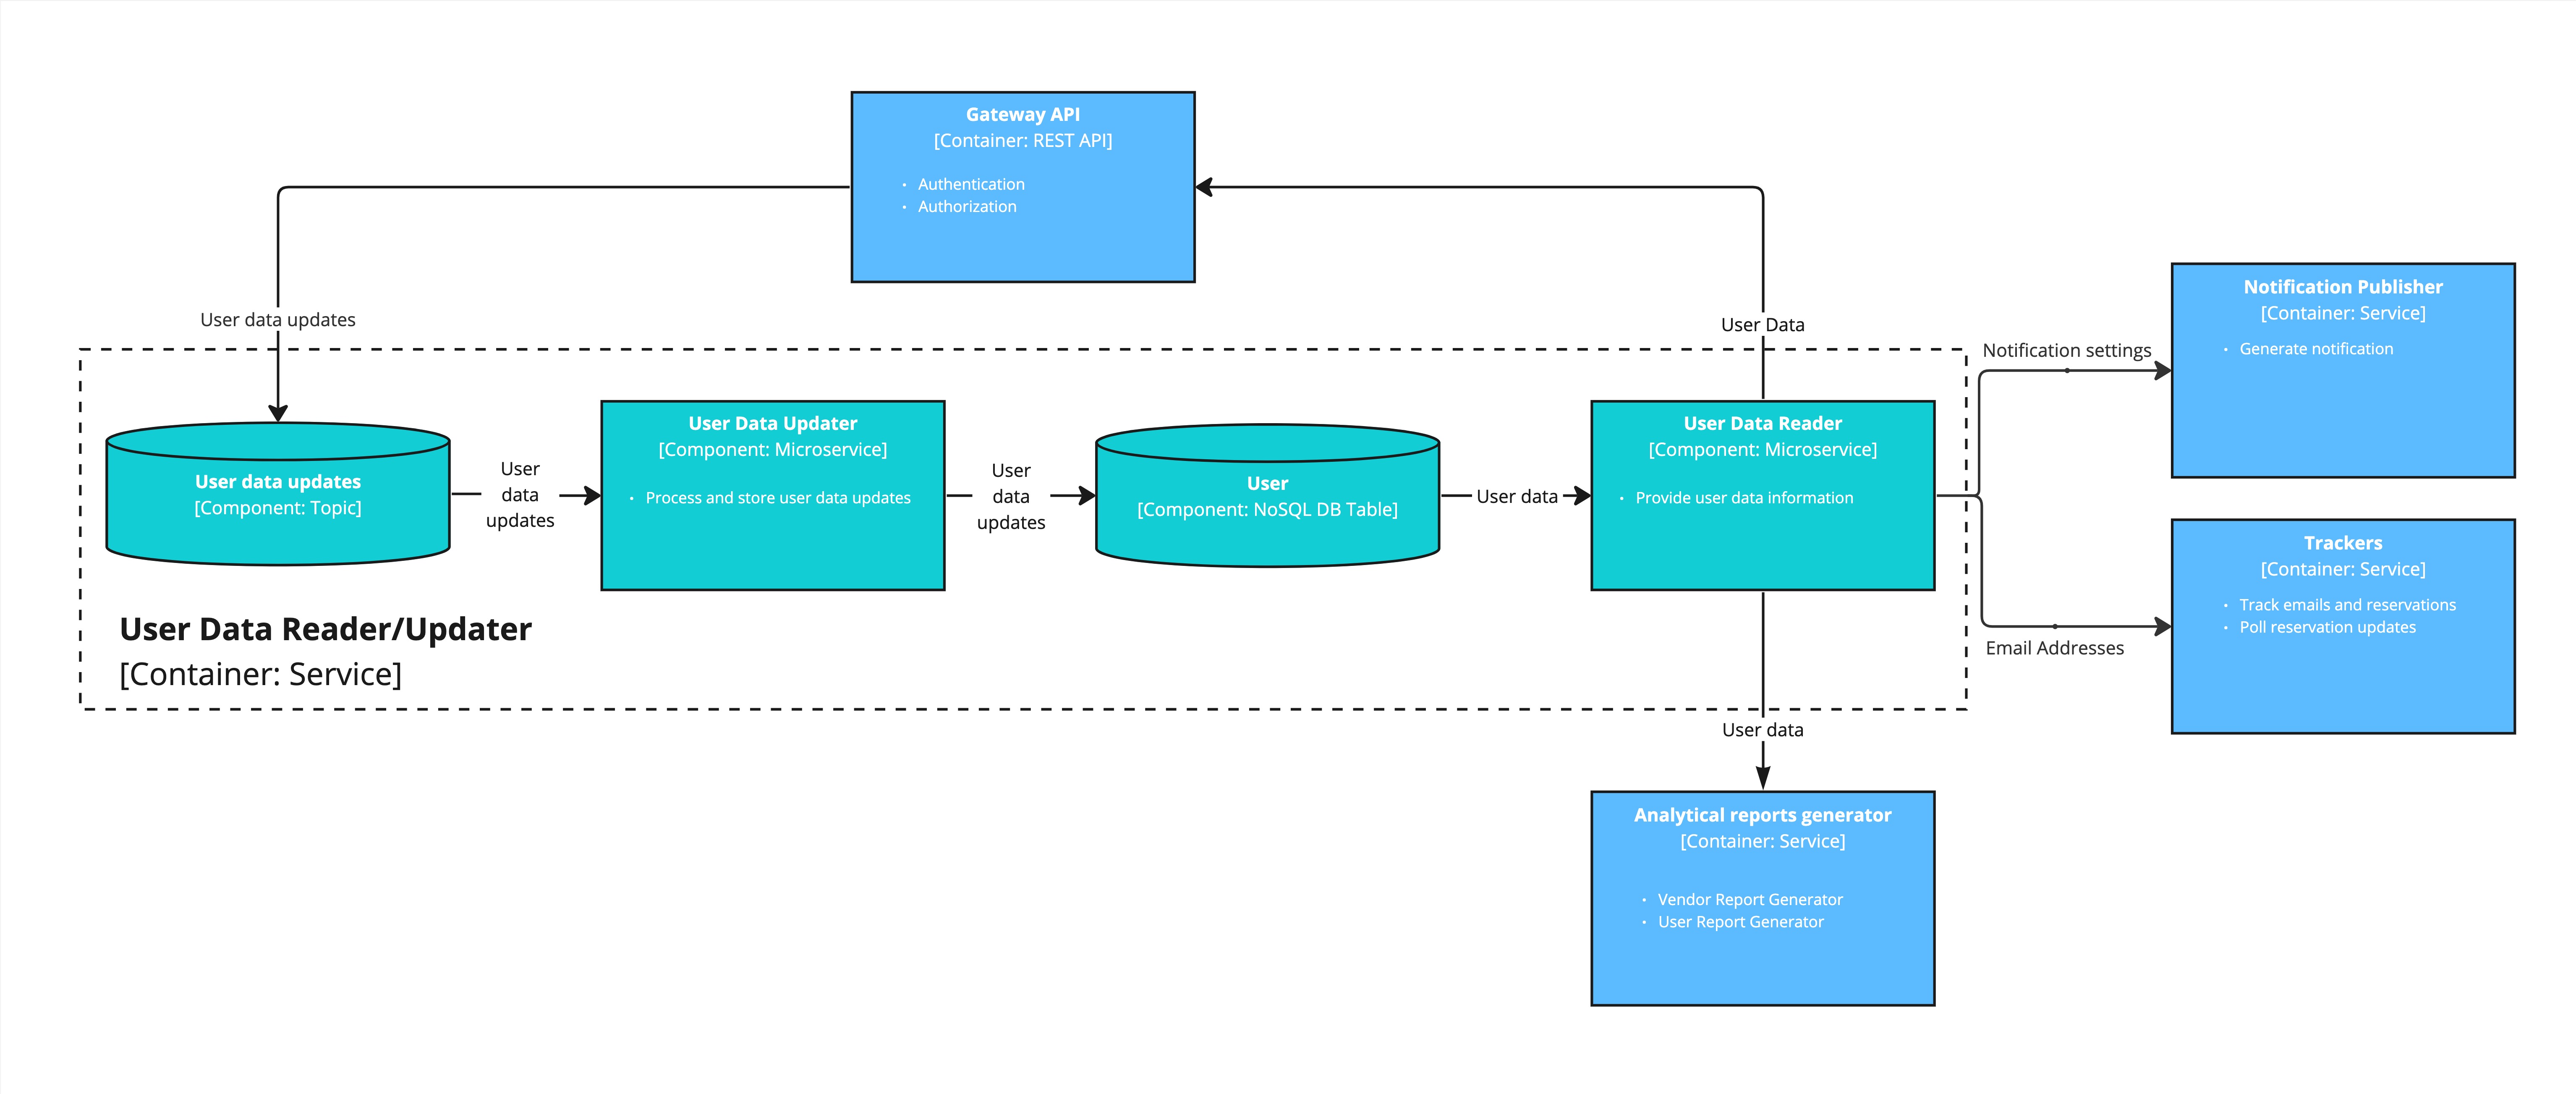 Gateway API
[Container: REST API]
• Authentication
• Authorization
User data updates
User Data
Notification Publisher
[Container: Service]
• Generate notification
Notification settings
User data updates
[Component: Topic]
User
data
updates
User Data Updater
[Component: Microservice]
• Process and store user data updates
User
data
updates
User
[Component: NoSQL DB Table]
User data
User Data Reader
[Component: Microservice]
• Provide user data information
Trackers
[Container: Service]
• Track emails and reservations
• Poll reservation updates
Email Addresses
User Data Reader/Updater
[Container: Service]
User data
Analytical reports generator
[Container: Service]
• Vendor Report Generator
• User Report Generator